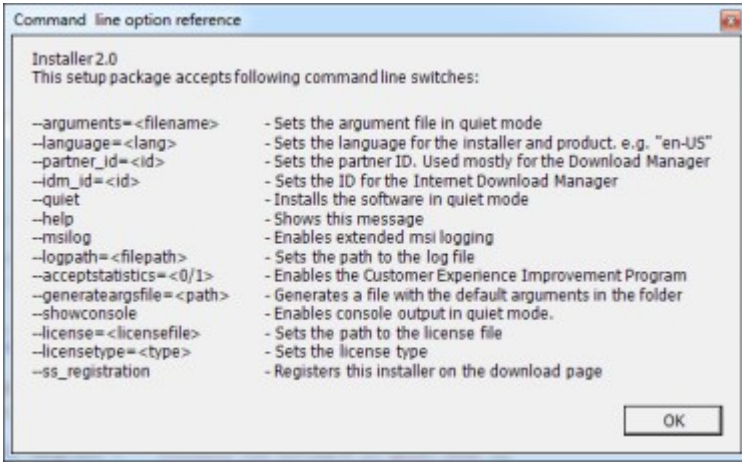 Command line option reference
Installer2.0
This setup package accepts following command line switches:
--arguments=<filename> - Sets the argument file in quiet mode
--language=<lang> - Sets the language for the installer and product. e.g. "en-US"
--partner_id=<id> - Sets the partner ID. Used mostly for the Download Manager
--idm_id=<id> - Sets the ID for the Internet Download Manager
--quiet - Installs the software in quiet mode
--help - Shows this message
--msilog - Enables extended msi logging
--logpath=<filepath> - Sets the path to the log file
--acceptstatistics=<0/1> - Enables the Customer Experience Improvement Program
--generateargsfile=<path> - Generates a file with the default arguments in the folder
--showconsole - Enables console output in quiet mode.
--license=<licensefile> - Sets the path to the license file
--licensetype=<type> - Sets the license type
--ss_registration - Registers this installer on the download page
OK